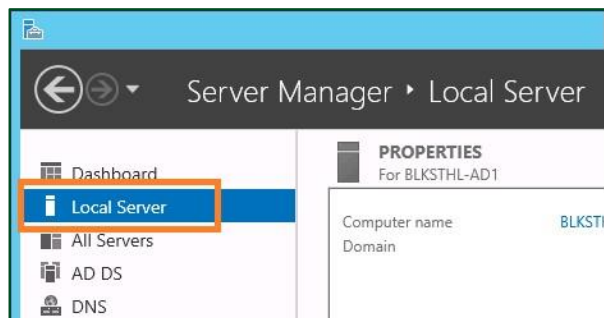 Server Manager ‣ Local Server
Dashboard
Local Server
All Servers
AD DS
DNS
PROPERTIES
For BLKSTHL-AD1
Computer name
Domain